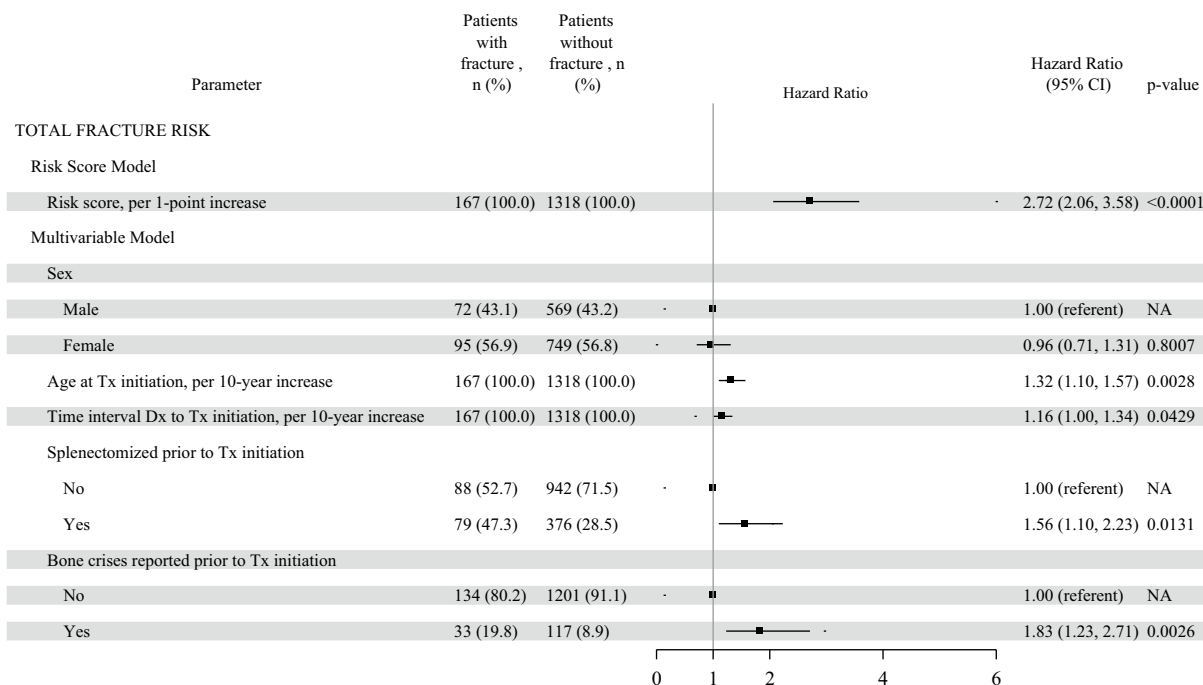 Parameter
Patients
with
fracture ,
n (%)
Patients
without
fracture , n
(%)
Hazard Ratio
Hazard Ratio
(95% CI)
p-value
TOTAL FRACTURE RISK
Risk Score Model
Risk score, per 1-point increase 167 (100.0) 1318 (100.0) 2.72 (2.06, 3.58) <0.0001
Multivariable Model
Sex
Male 72 (43.1) 569 (43.2) 1.00 (referent) NA
Female 95 (56.9) 749 (56.8) 0.96 (0.71, 1.31) 0.8007
Age at Tx initiation, per 10-year increase 167 (100.0) 1318 (100.0) 1.32 (1.10, 1.57) 0.0028
Time interval Dx to Tx initiation, per 10-year increase 167 (100.0) 1318 (100.0) 1.16 (1.00, 1.34) 0.0429
Splenectomized prior to Tx initiation
No 88 (52.7) 942 (71.5) 1.00 (referent) NA
Yes 79 (47.3) 376 (28.5) 1.56 (1.10, 2.23) 0.0131
Bone crises reported prior to Tx initiation
No 134 (80.2) 1201 (91.1) 1.00 (referent) NA
Yes 33 (19.8) 117 (8.9) 1.83 (1.23, 2.71) 0.0026
0 1 2 4 6